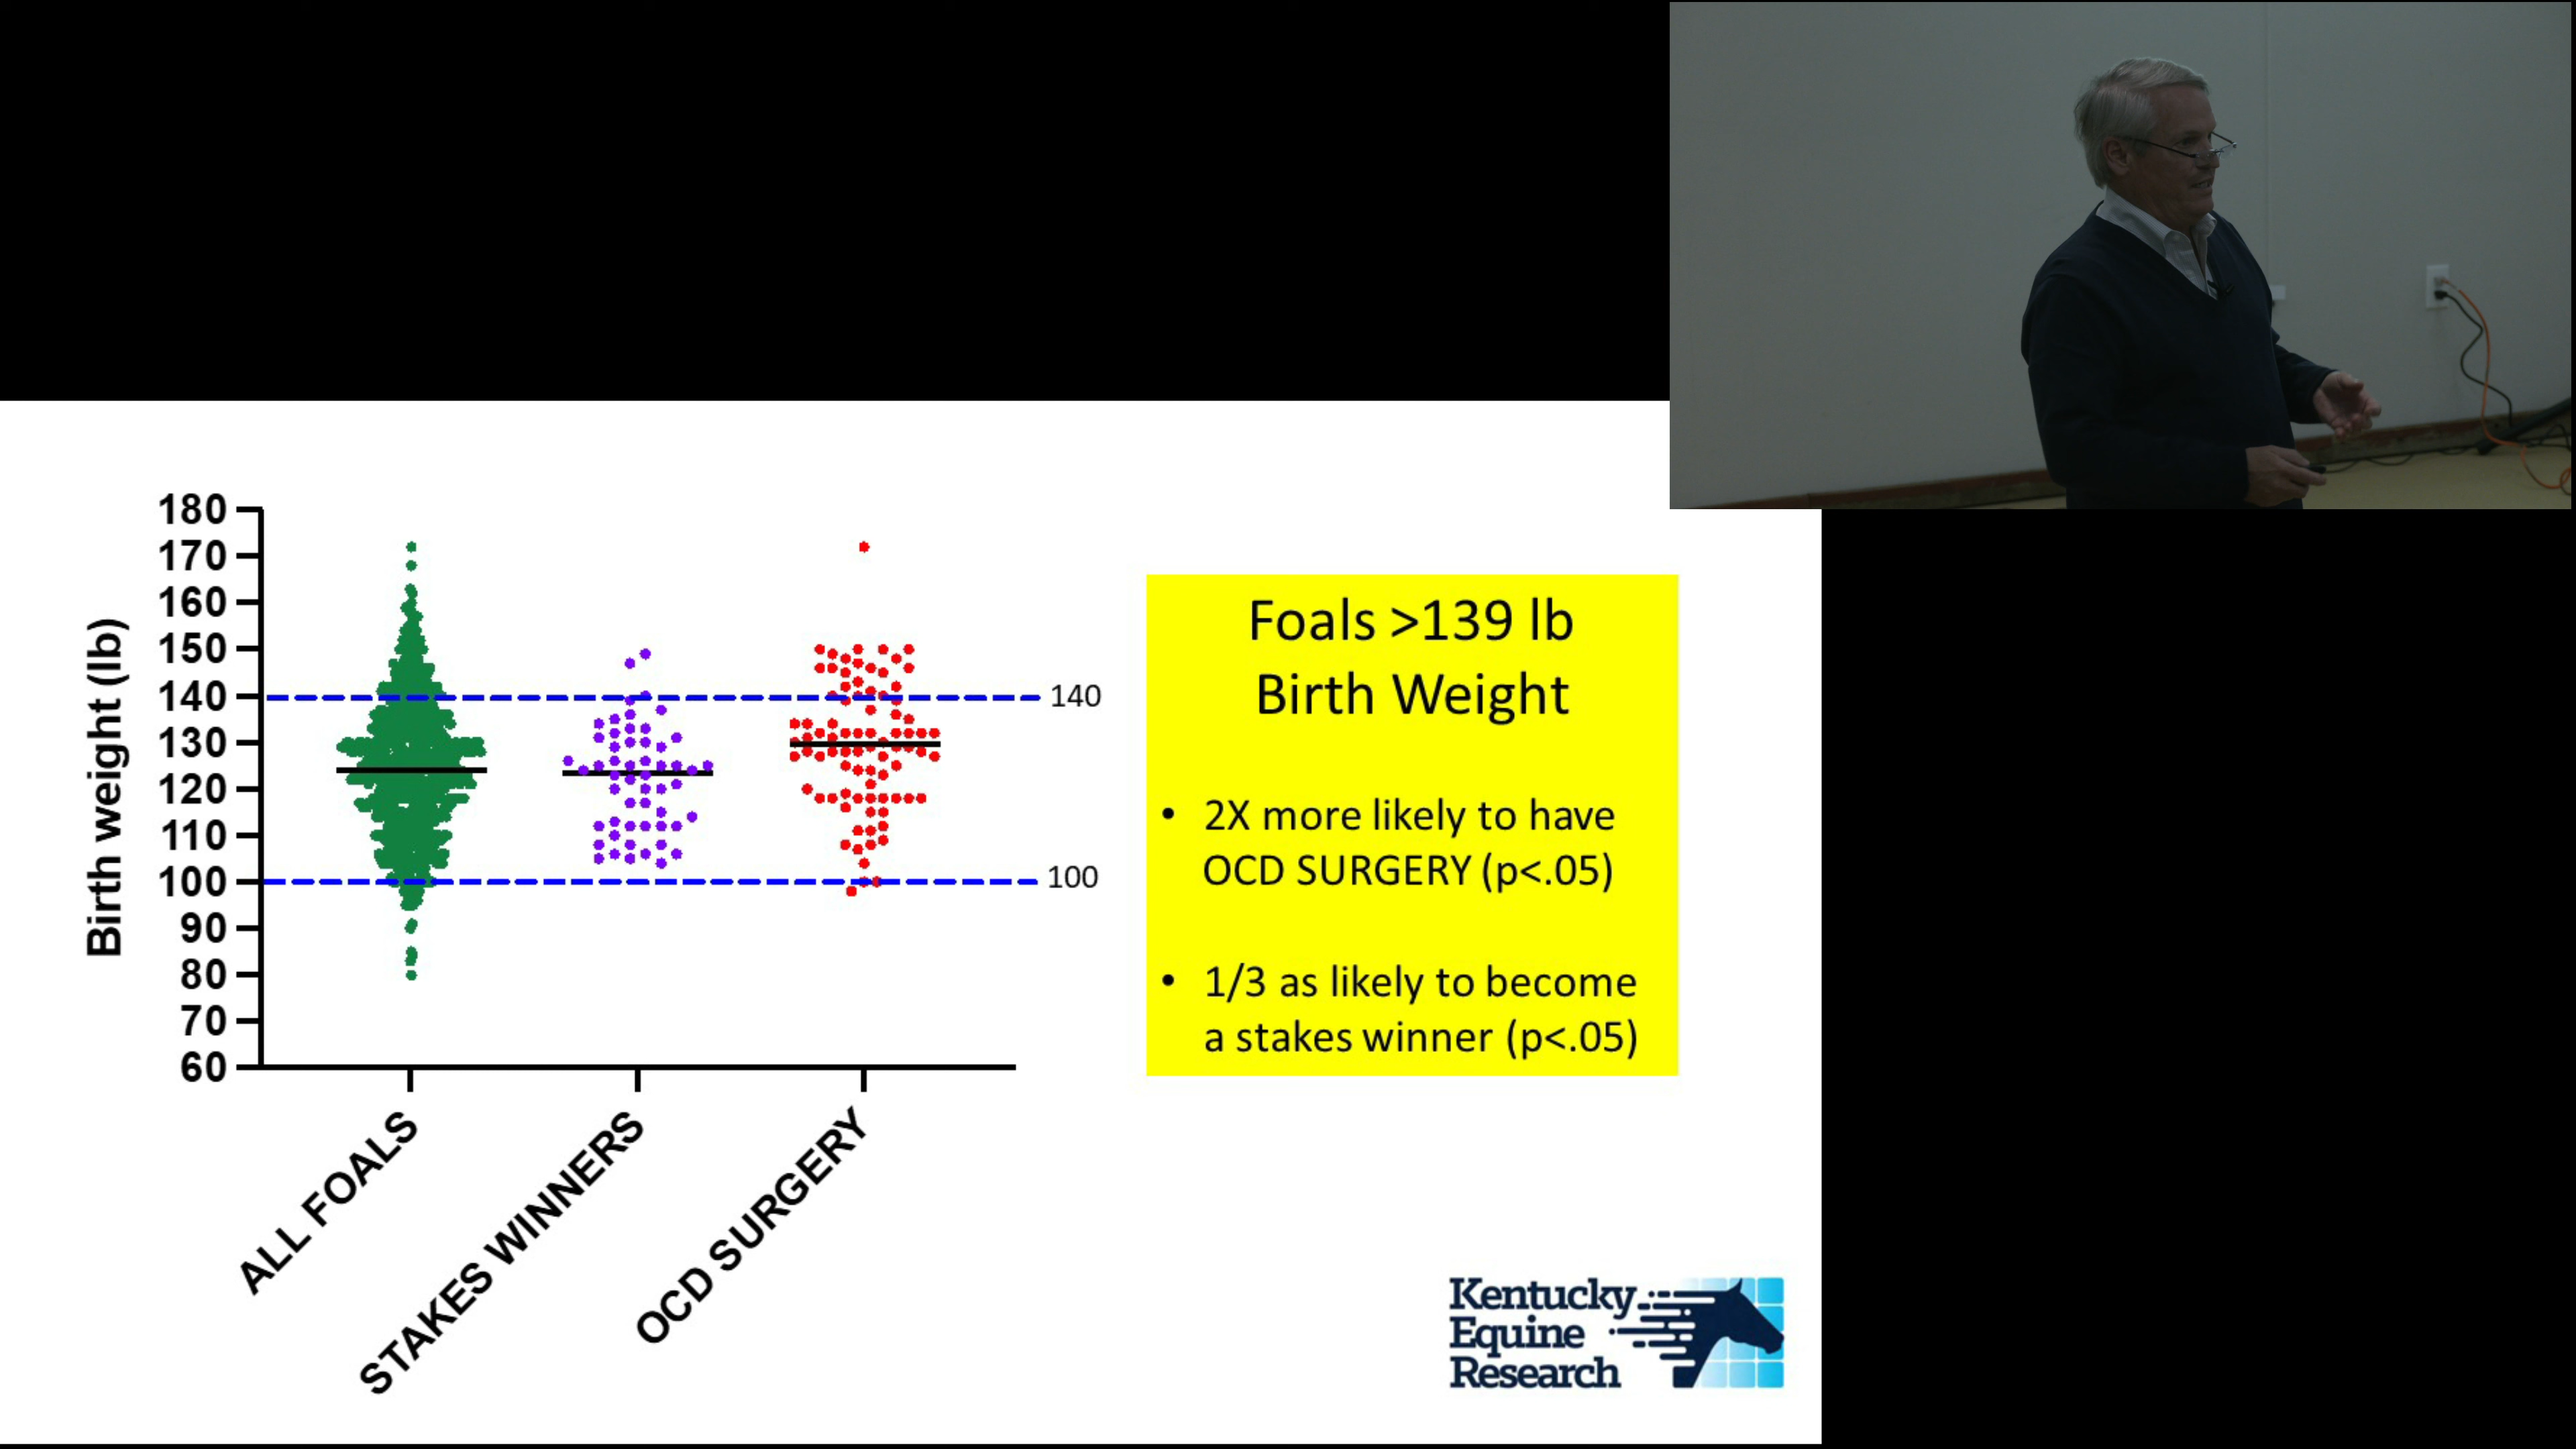 180
170
160
150
140
130
120
110
100
90
80
70
60
Birth weight (lb)
140
100
ALL FOALS
STAKES WINNERS
OCD SURGERY
Foals >139 lb
Birth Weight
• 2X more likely to have
OCD SURGERY (p<.05)
• 1/3 as likely to become
a stakes winner (p<.05)
Kentucky
Equine
Research